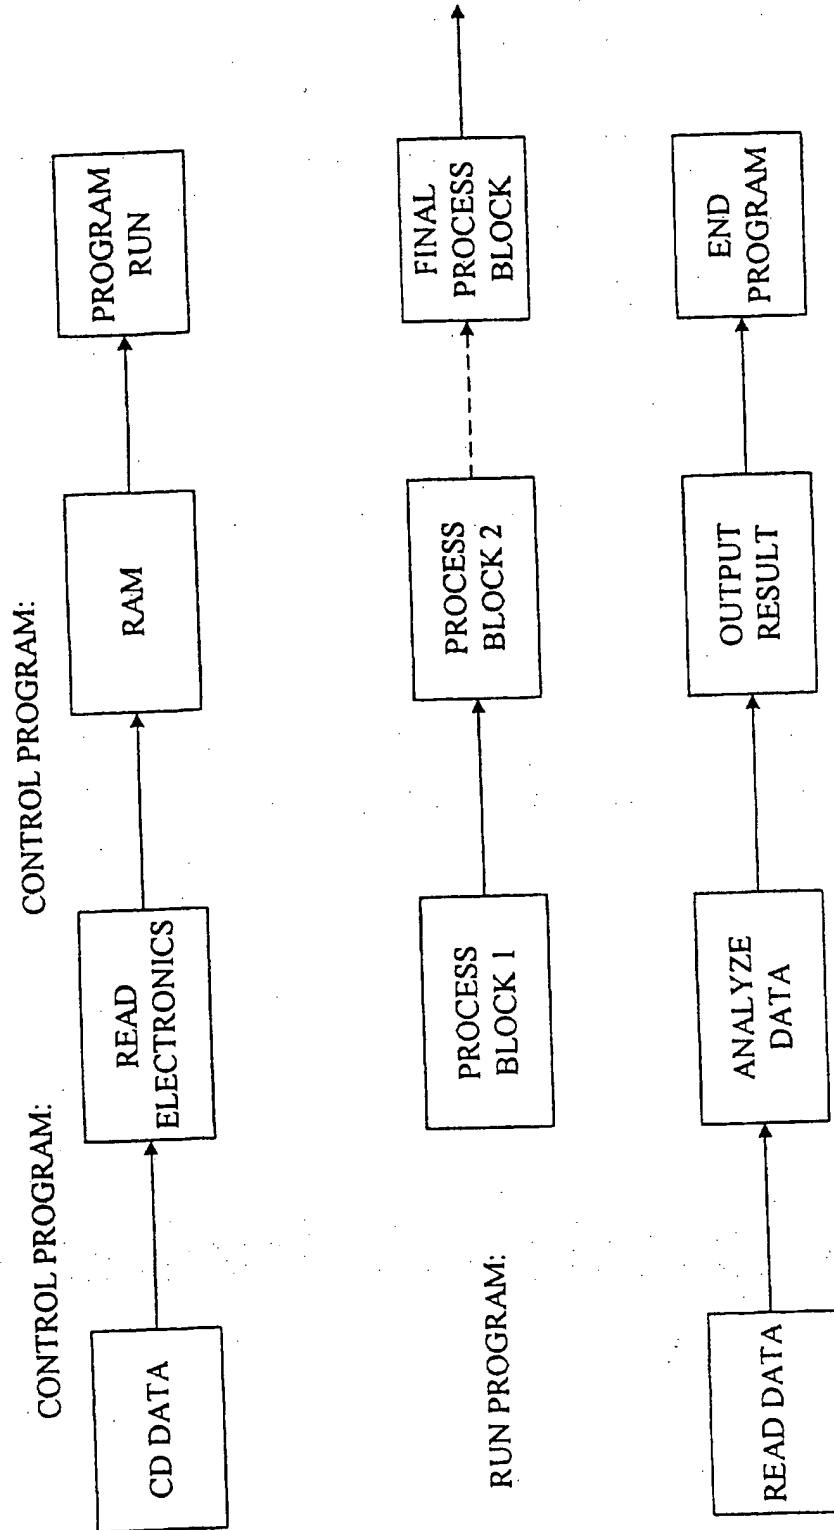 CONTROL PROGRAM:
CONTROL PROGRAM:
CD DATA
READ
ELECTRONICS
RAM
PROGRAM
RUN
RUN PROGRAM:
PROCESS
BLOCK 1
PROCESS
BLOCK 2
FINAL
PROCESS
BLOCK
READ DATA
ANALYZE
DATA
OUTPUT
RESULT
END
PROGRAM